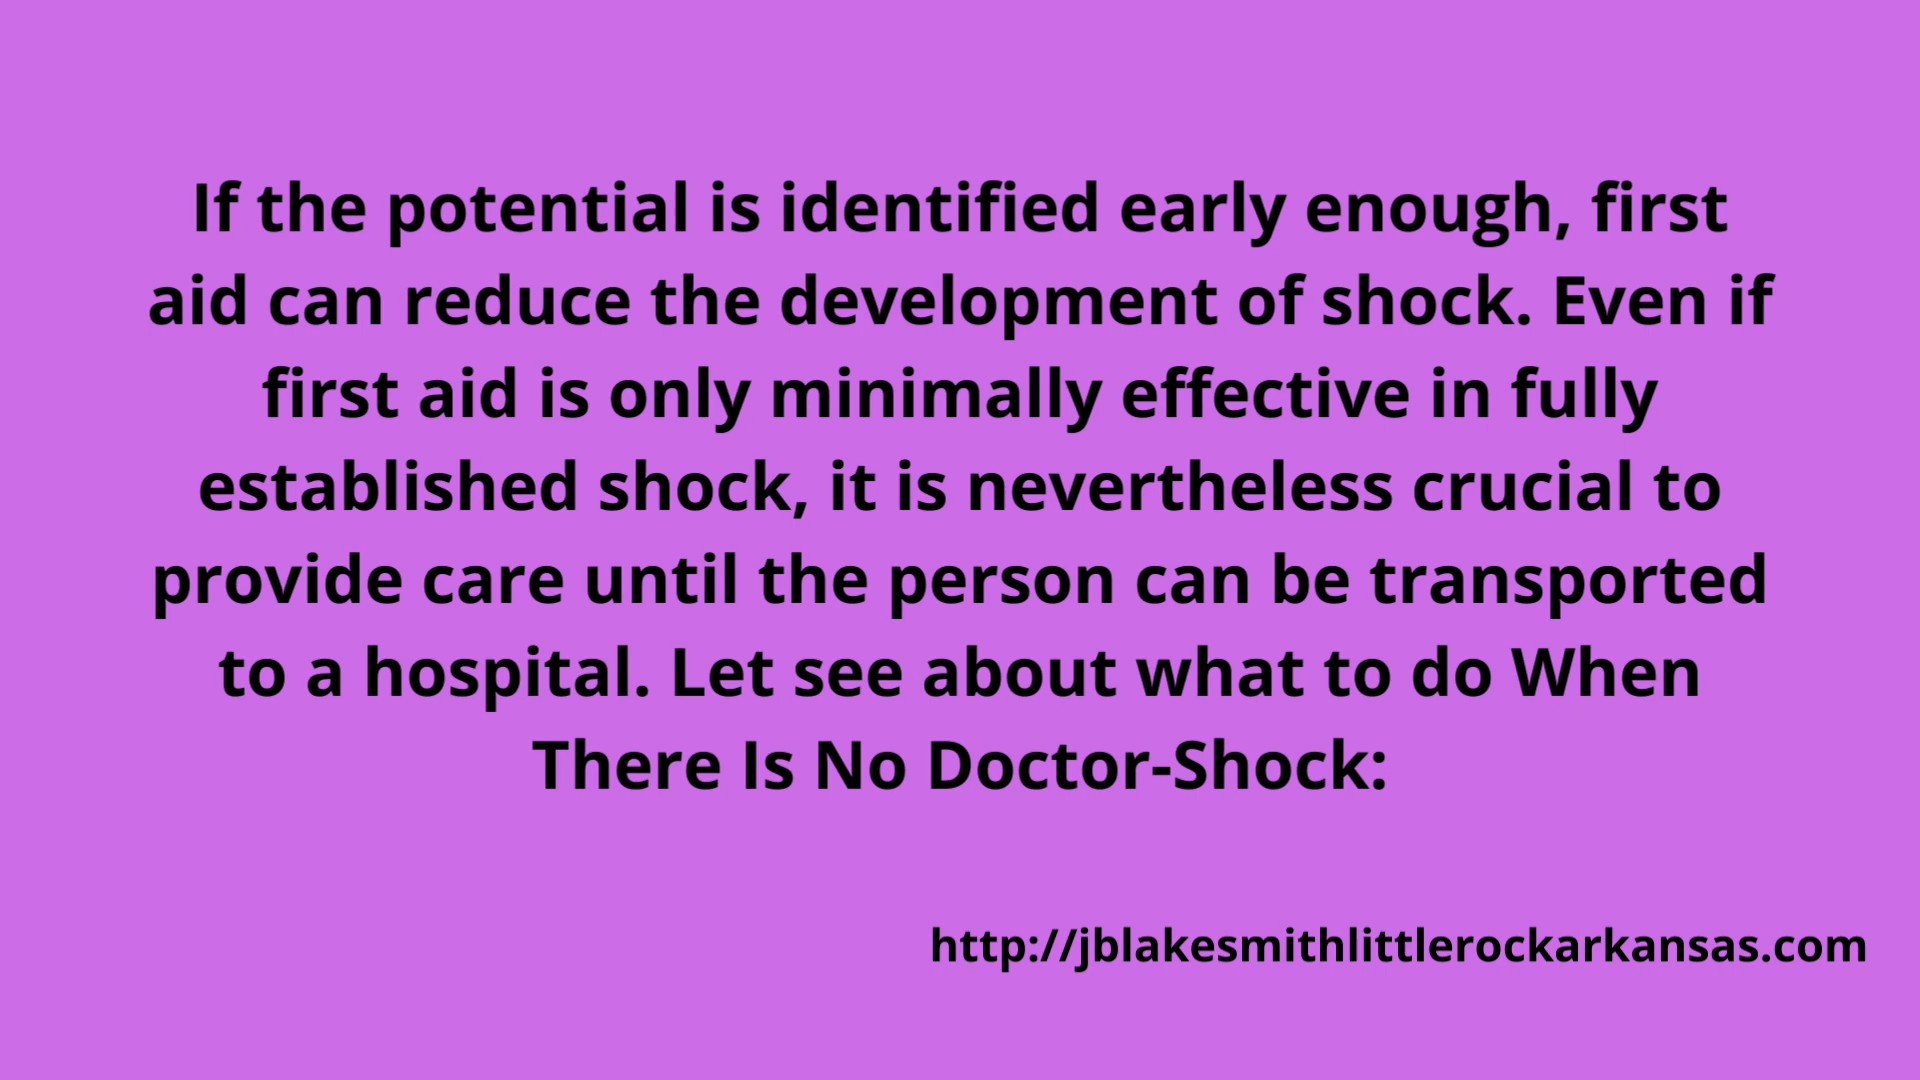 If the potential is identified early enough, first
aid can reduce the development of shock. Even if
first aid is only minimally effective in fully
established shock, it is nevertheless crucial to
provide care until the person can be transported
to a hospital. Let see about what to do When
There Is No Doctor-Shock:
http://jblakesmithlittlerockarkansas.com